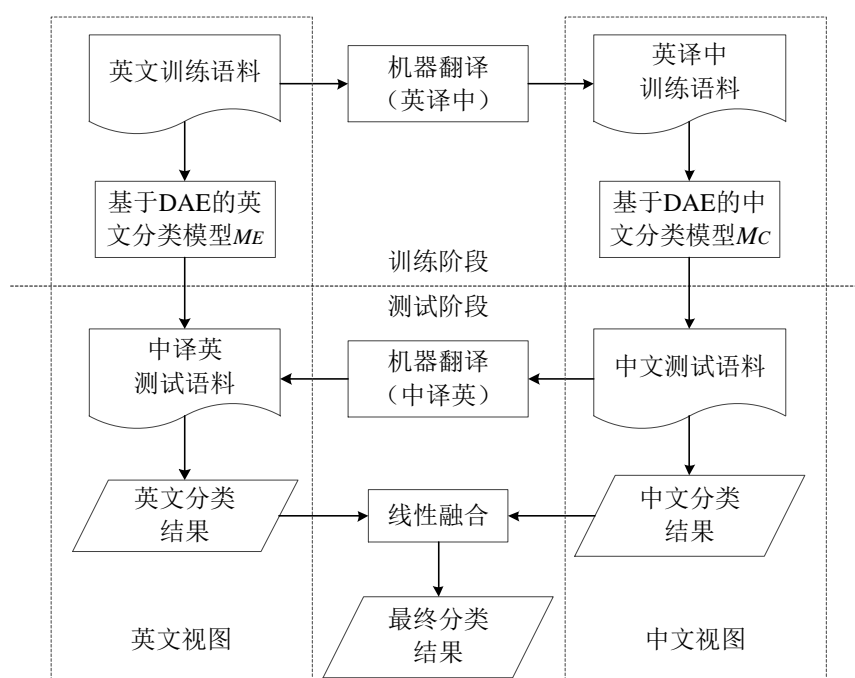 英文训练语料
机器翻译
（英译中）
英译中
训练语料
基于DAE的英
文分类模型ME
基于DAE的中
文分类模型MC
训练阶段
测试阶段
中译英
测试语料
机器翻译
（中译英）
中文测试语料
英文分类
结果
线性融合
中文分类
结果
最终分类
结果
英文视图
中文视图